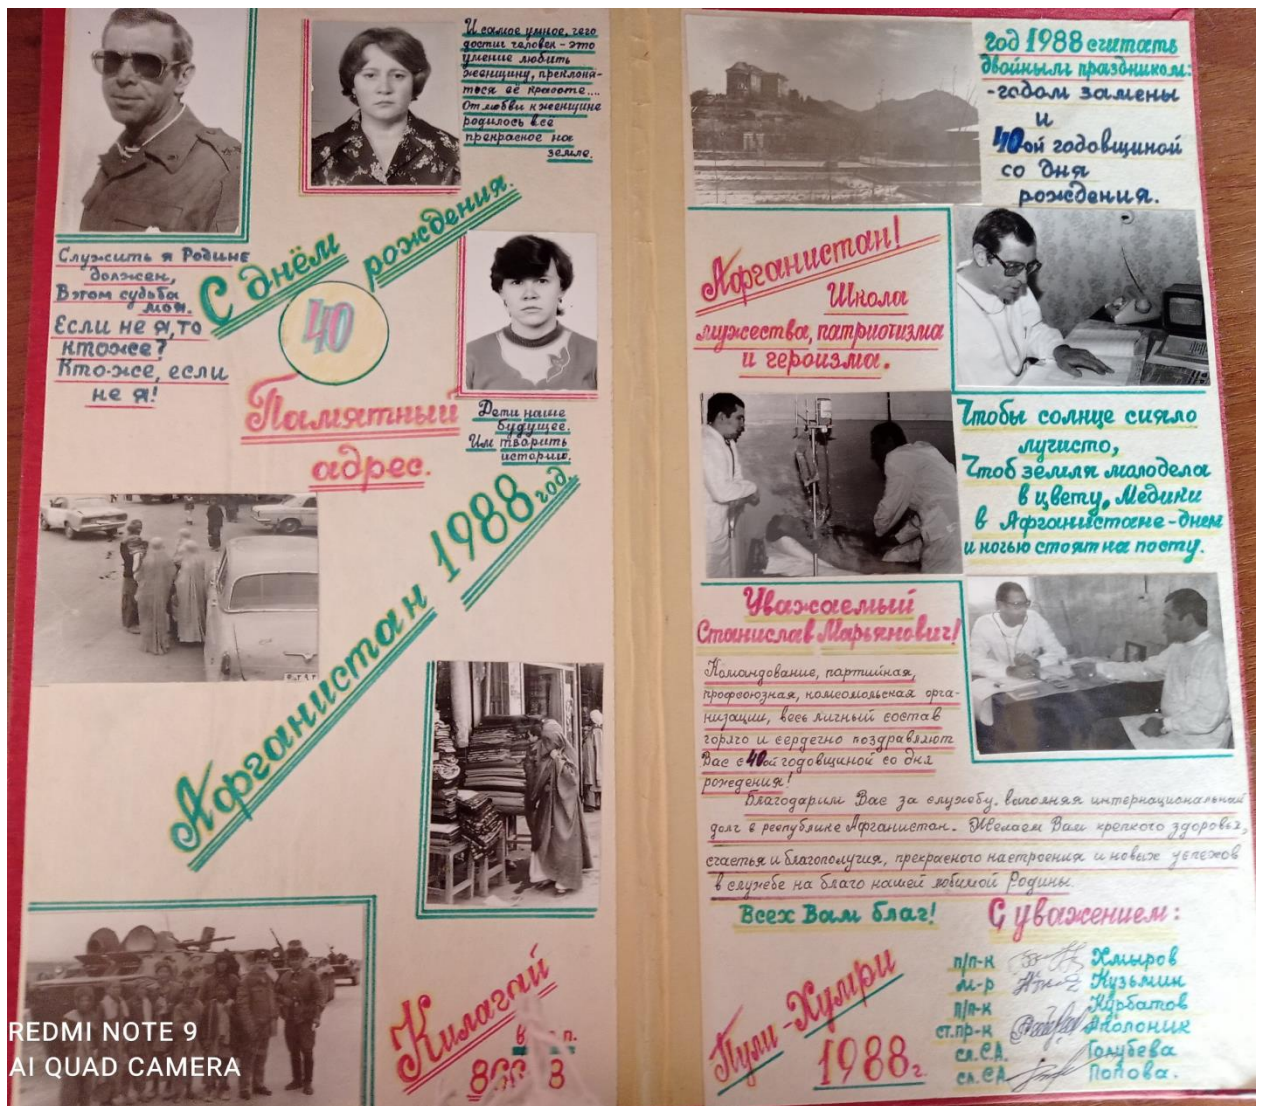 И самое умное, чего
достиг человек - это
умение любить
женщину, преклоня-
ться её красоте....
От любви к женщине
родилось всё
прекрасное на
земле.
Служить я Родине
должен,
В этом судьба
моя.
Если не я, то
кто же?
Кто-же, если
не я!
С днём рождения.
40
Памятный
адрес.
Дети наше
будущее.
Им творить
историю.
Афганистан 1988 год.
Килагай
REDMI NOTE 9
AI QUAD CAMERA
год 1988 считать
двойным праздником:
-годом замены
и
40ой годовщиной
со дня
рождения.
Афганистан!
Школа
мужества, патриотизма
и героизма.
Чтобы солнце сияло
лучисто,
Чтоб земля молодела
в цвету, Медики
в Афганистане - днем
и ночью стоят на посту.
Уважаемый
Станислав Марьянович!
Командование, партийная,
профсоюзная, комсомольская орга-
низации, весь личный состав
горячо и сердечно поздравляют
Вас с 40ой годовщиной со дня
рождения!
Благодарим Вас за службу, выполняя интернациональный
долг в республике Афганистан. Желаем Вам крепкого здоровья,
счастья и благополучия, прекрасного настроения и новых успехов
в службе на благо нашей любимой Родины.
Всех Вам благ!
С уважением:
п/п-к Хмыров
м-р Кузьмин
п/п-к Курбатов
ст.пр-к Яколоник
сл.С.А. Голубева
сл.СА Попова.
Пули-Хумри
1988г.